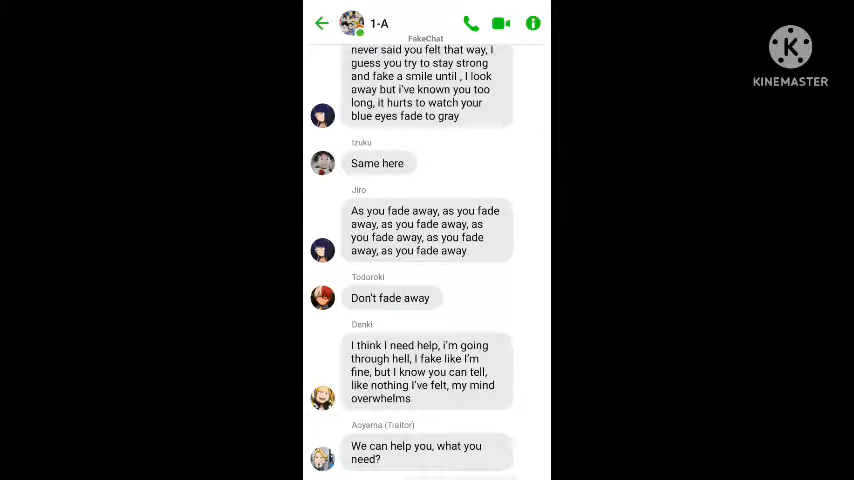 1-A
FakeChat
never said you felt that way, I
guess you try to stay strong
and fake a smile until , I look
away but i've known you too
long, it hurts to watch your
blue eyes fade to gray
Izuku
Same here
Jiro
As you fade away, as you fade
away, as you fade away, as
you fade away, as you fade
away, as you fade away
Todoroki
Don't fade away
Denki
I think I need help, i'm going
through hell, I fake like I'm
fine, but I know you can tell,
like nothing I've felt, my mind
overwhelms
Aoyama (Traitor)
We can help you, what you
need?
K
KINEMASTER